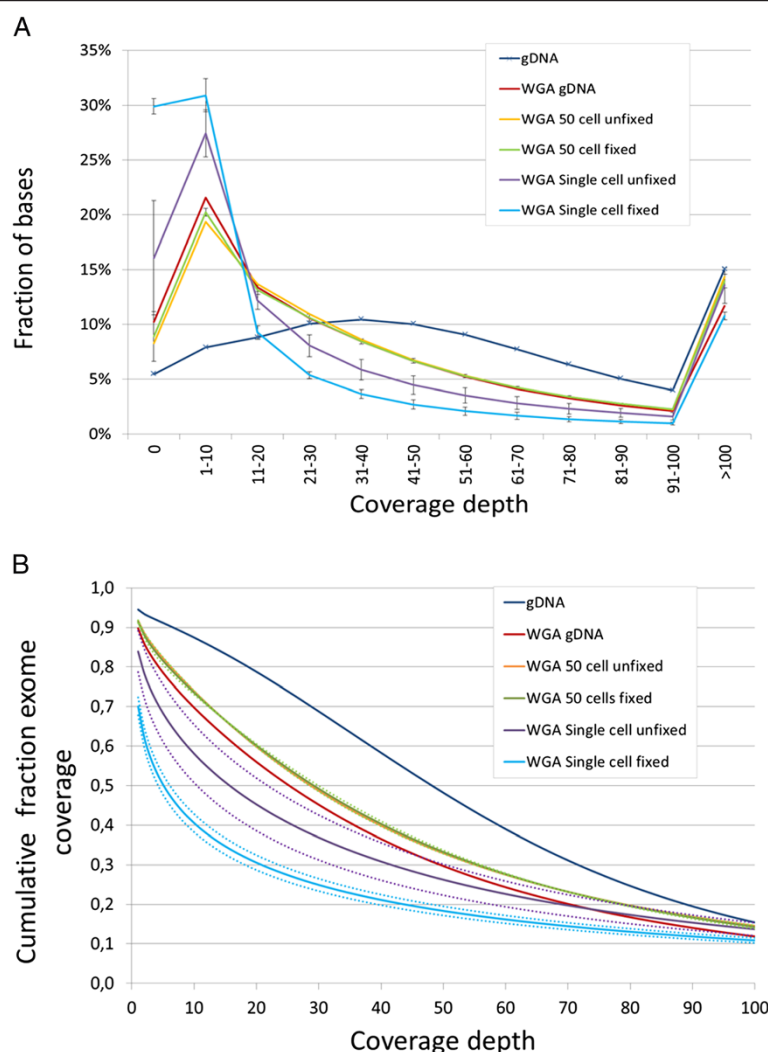 A
35%
30%
25%
20%
15%
10%
5%
0%
Fraction of bases
gDNA
WGA gDNA
WGA 50 cell unfixed
WGA 50 cell fixed
WGA Single cell unfixed
WGA Single cell fixed
0
1-10
11-20
21-30
31-40
41-50
51-60
61-70
71-80
81-90
91-100
>100
Coverage depth
B
1,0
0,9
0,8
0,7
0,6
0,5
0,4
0,3
0,2
0,1
0,0
Cumulative fraction exome
coverage
gDNA
WGA gDNA
WGA 50 cell unfixed
WGA 50 cells fixed
WGA Single cell unfixed
WGA Single cell fixed
0 10 20 30 40 50 60 70 80 90 100
Coverage depth